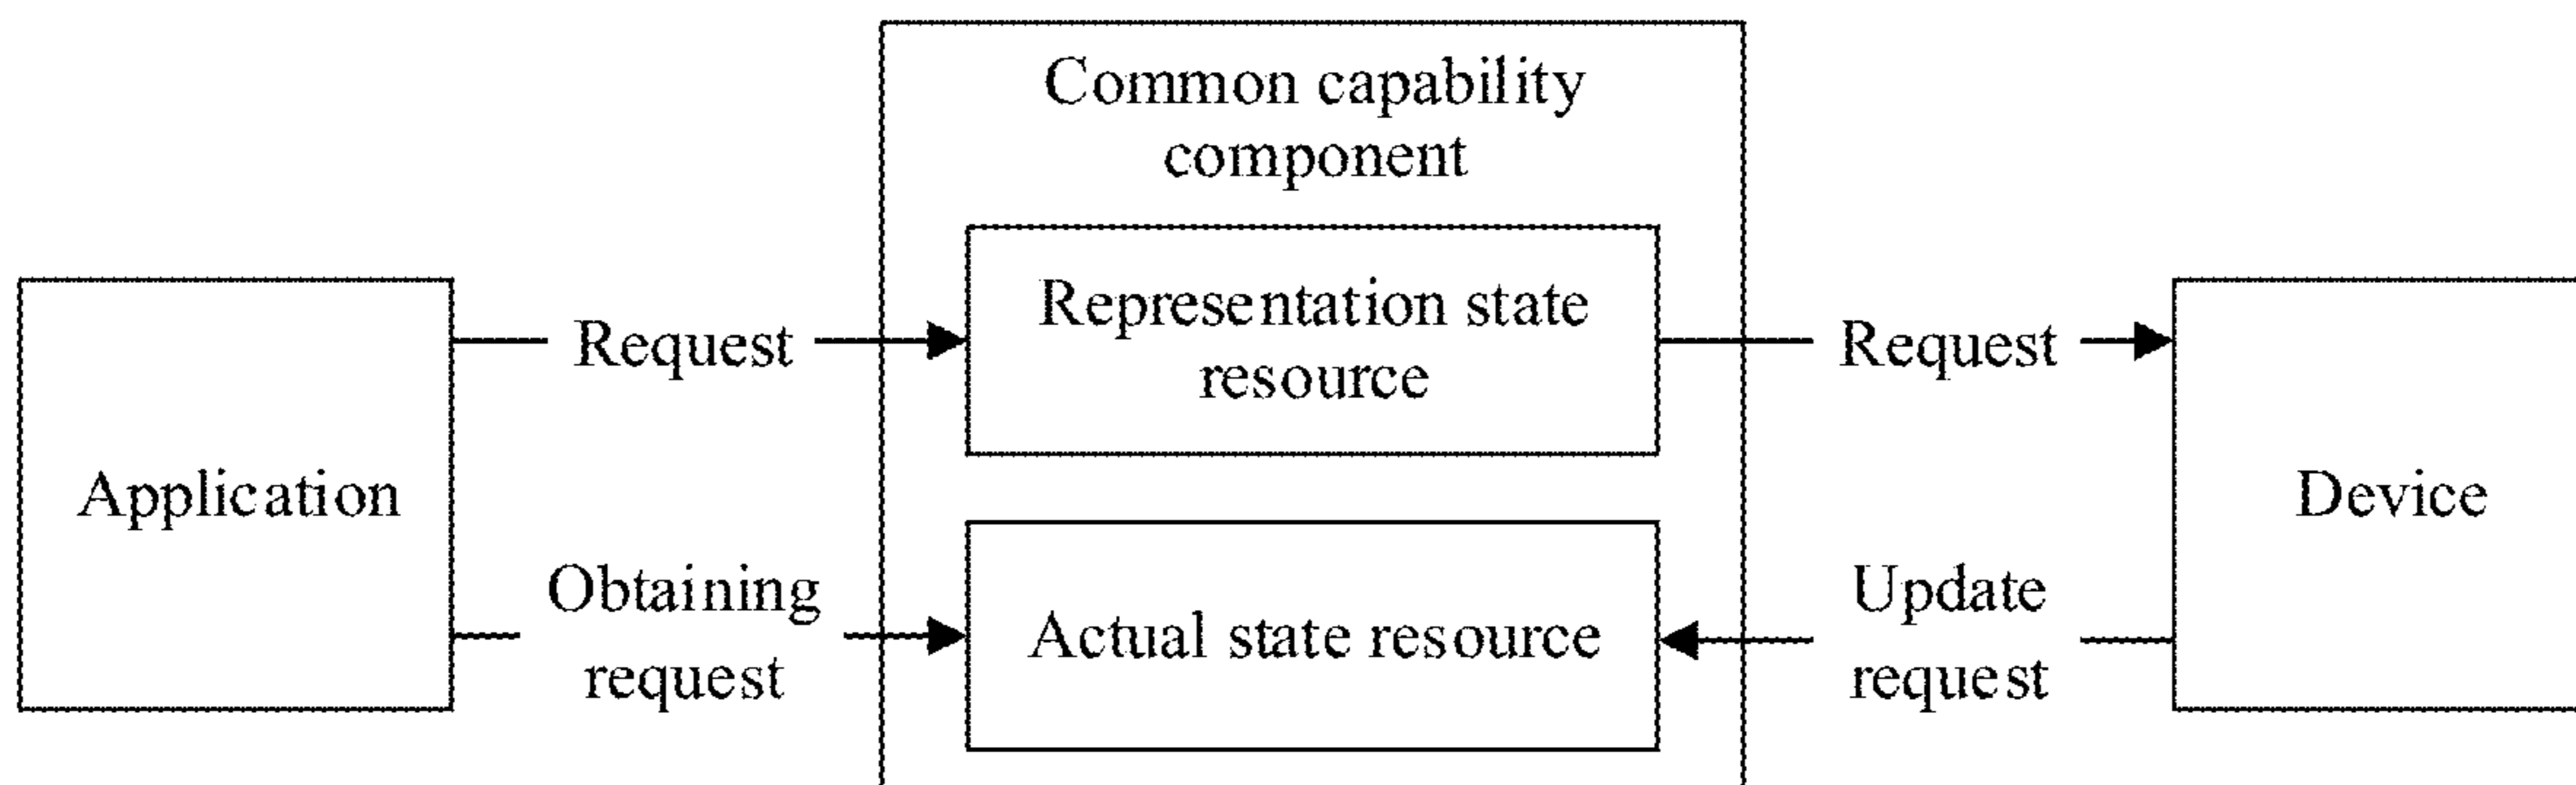 Common capability
component
Representation state
resource
Request
Request
Application
Device
Obtaining
request
Actual state resource
Update
request